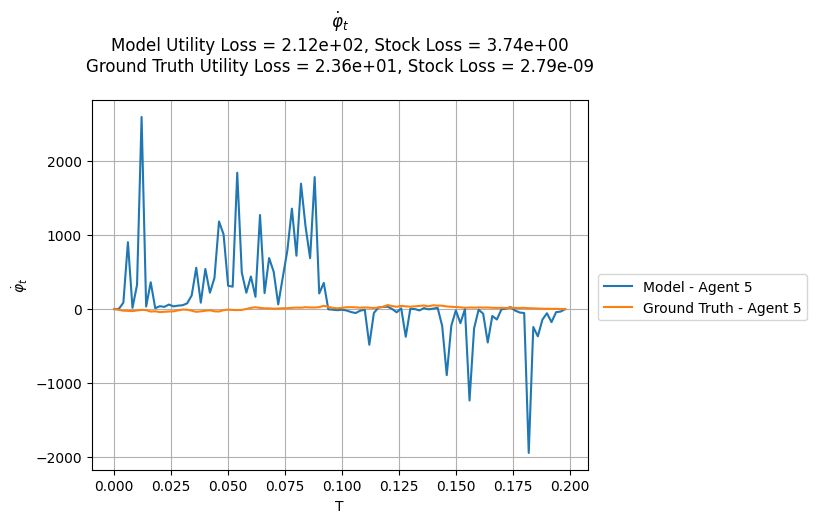 φ̇ₜ
Model Utility Loss = 2.12e+02, Stock Loss = 3.74e+00
Ground Truth Utility Loss = 2.36e+01, Stock Loss = 2.79e-09
2000
1000
0
−1000
−2000
φ̇ₜ
0.000 0.025 0.050 0.075 0.100 0.125 0.150 0.175 0.200
T
Model - Agent 5
Ground Truth - Agent 5